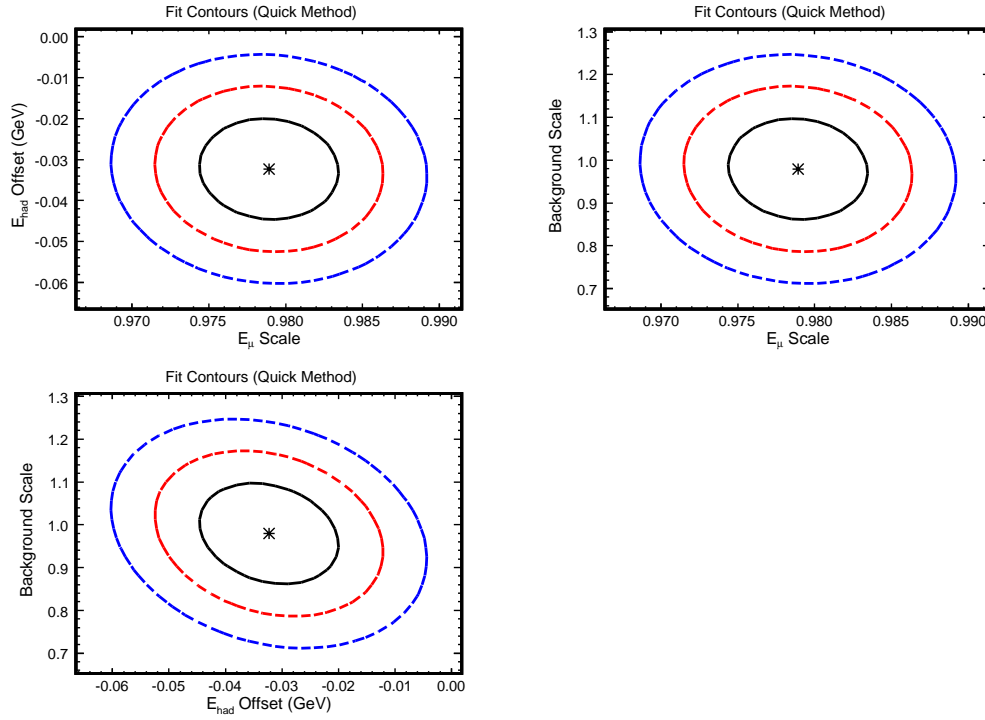 Fit Contours (Quick Method)
0.00
-0.01
-0.02
-0.03
-0.04
-0.05
-0.06
E_had Offset (GeV)
0.970 0.975 0.980 0.985 0.990
E_μ Scale
Fit Contours (Quick Method)
1.3
1.2
1.1
1.0
0.9
0.8
0.7
Background Scale
0.970 0.975 0.980 0.985 0.990
E_μ Scale
Fit Contours (Quick Method)
1.3
1.2
1.1
1.0
0.9
0.8
0.7
Background Scale
-0.06 -0.05 -0.04 -0.03 -0.02 -0.01 0.00
E_had Offset (GeV)